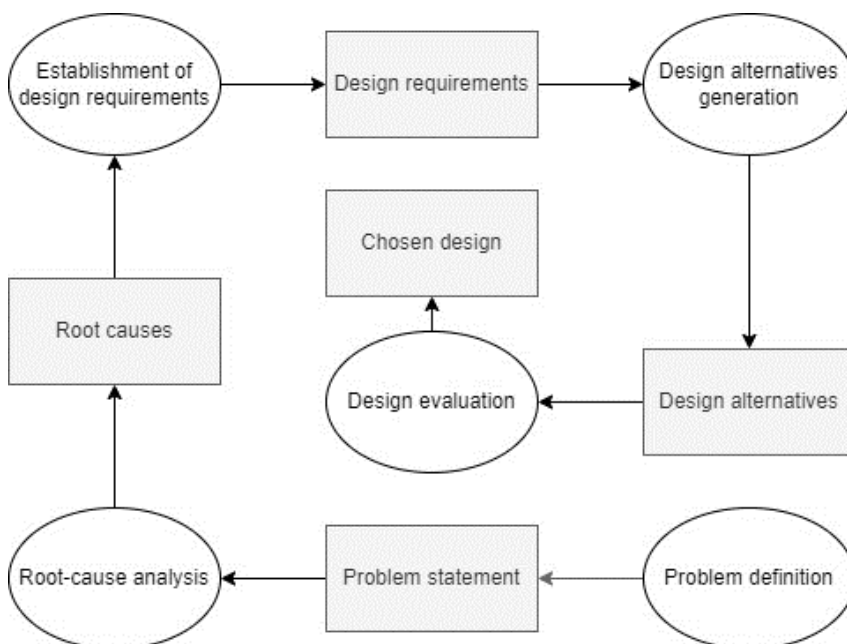 Establishment of
design requirements
Design requirements
Design alternatives
generation
Chosen design
Root causes
Design evaluation
Design alternatives
Root-cause analysis
Problem statement
Problem definition